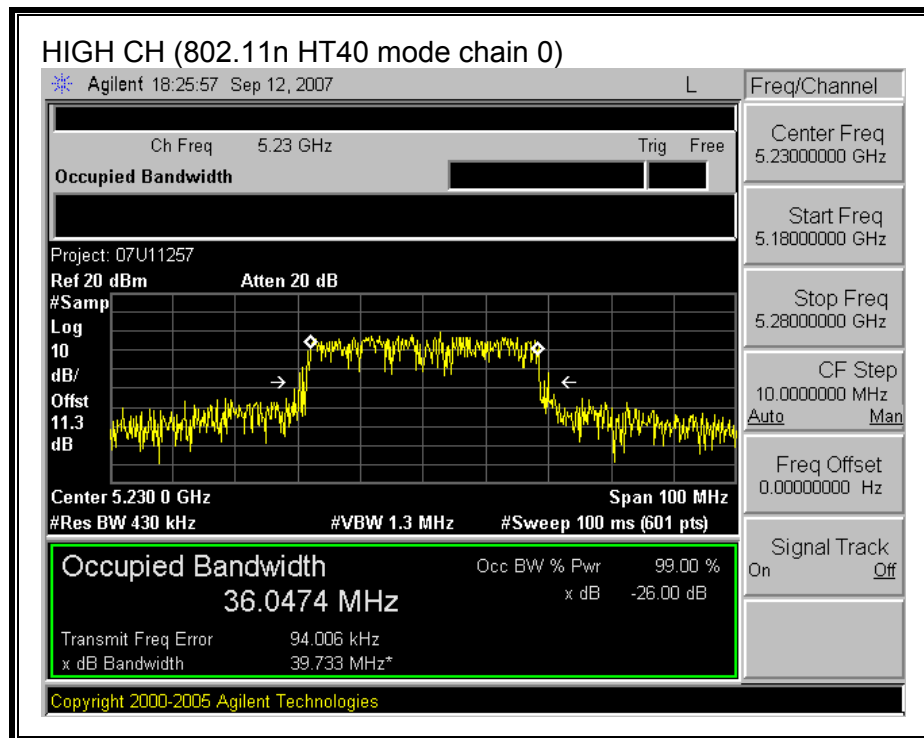 HIGH CH (802.11n HT40 mode chain 0)
Agilent 18:25:57 Sep 12, 2007 L
Freq/Channel
Ch Freq 5.23 GHz Trig Free
Occupied Bandwidth
Center Freq
5.23000000 GHz
Start Freq
5.18000000 GHz
Stop Freq
5.28000000 GHz
CF Step
10.0000000 MHz
Auto Man
Freq Offset
0.00000000 Hz
Signal Track
On Off
Project: 07U11257
Ref 20 dBm Atten 20 dB
#Samp
Log
10
dB/
Offst
11.3
dB
Center 5.230 0 GHz Span 100 MHz
#Res BW 430 kHz #VBW 1.3 MHz #Sweep 100 ms (601 pts)
Occupied Bandwidth
36.0474 MHz
Occ BW % Pwr 99.00 %
x dB -26.00 dB
Transmit Freq Error 94.006 kHz
x dB Bandwidth 39.733 MHz*
Copyright 2000-2005 Agilent Technologies